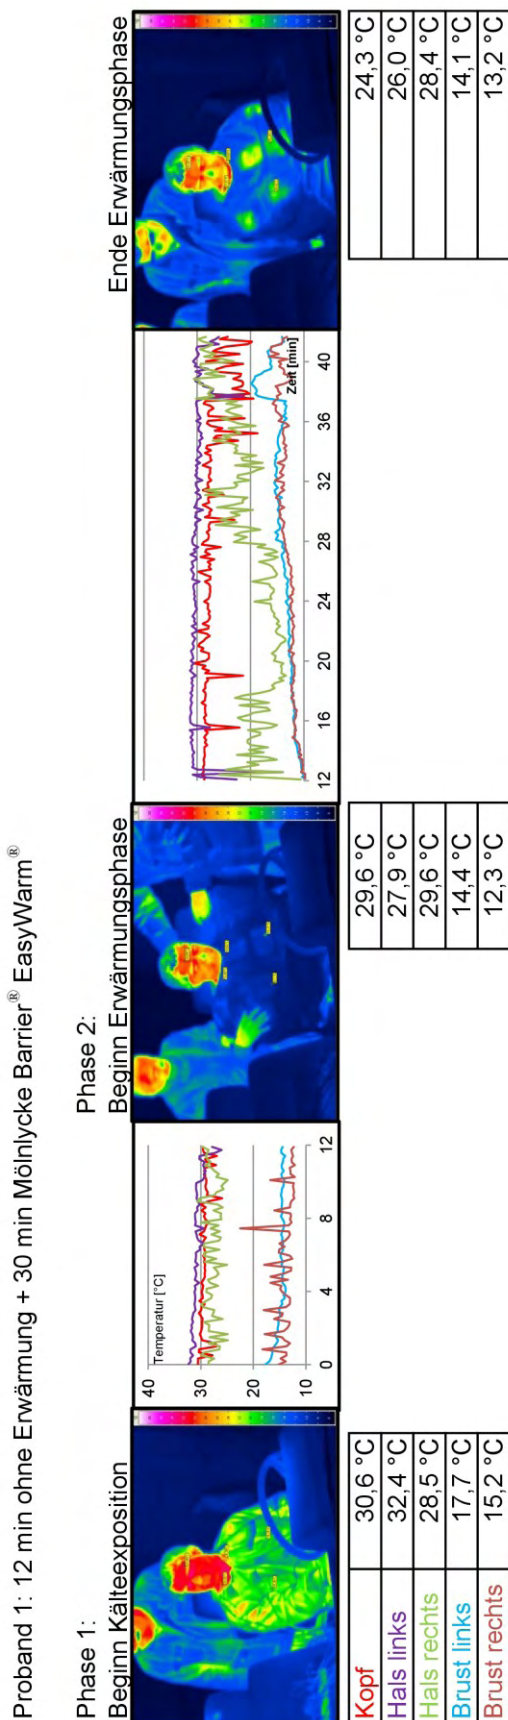 Proband 1: 12 min ohne Erwärmung + 30 min Mölnlycke Barrier® EasyWarm®
Phase 1:
Beginn Kälteexposition
Phase 2:
Beginn Erwärmungsphase
Ende Erwärmungsphase
Temperatur [°C]
40
30
20
10
0 4 8 12
12 16 20 24 28 32 36 40
Zeit [min]
Kopf 30,6 °C 29,6 °C 24,3 °C
Hals links 32,4 °C 27,9 °C 26,0 °C
Hals rechts 28,5 °C 29,6 °C 28,4 °C
Brust links 17,7 °C 14,4 °C 14,1 °C
Brust rechts 15,2 °C 12,3 °C 13,2 °C